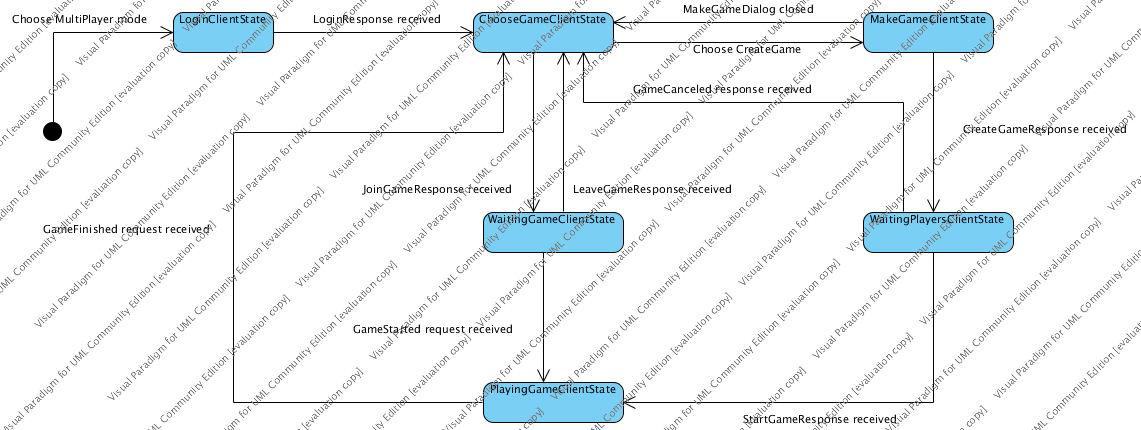 Choose MultiPlayer mode
LoginClientState
LoginResponse received
ChooseGameClientState
MakeGameDialog closed
MakeGameClientState
Choose CreateGame
GameCanceled response received
CreateGameResponse received
JoinGameResponse received
LeaveGameResponse received
WaitingGameClientState
WaitingPlayersClientState
GameFinished request received
GameStarted request received
PlayingGameClientState
StartGameResponse received
Visual Paradigm for UML Community Edition [evaluation copy]